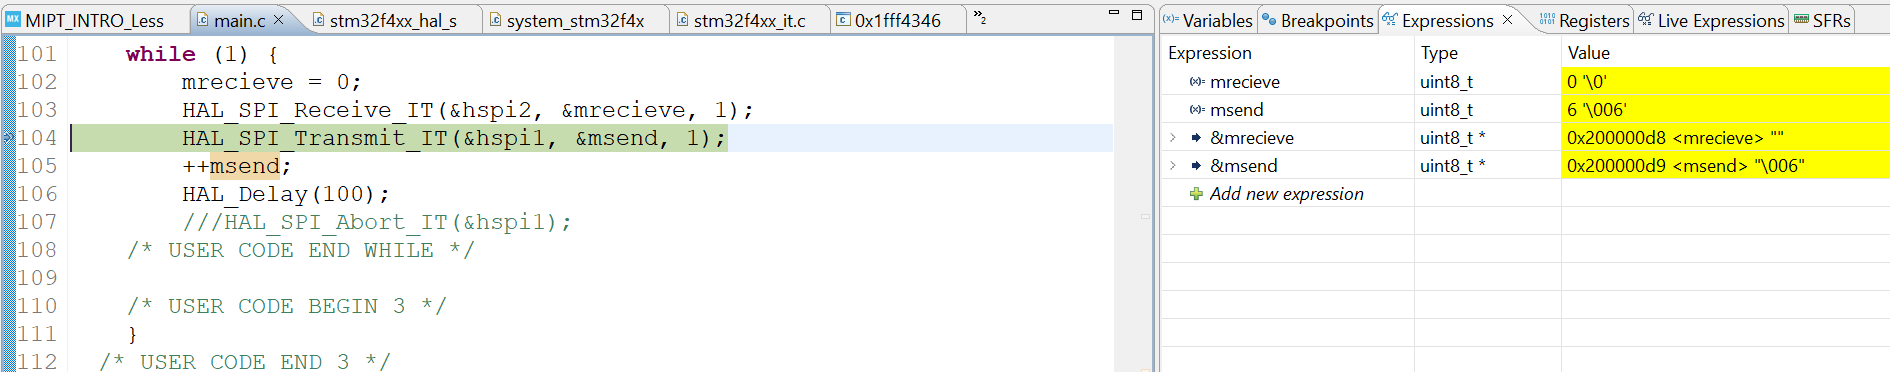 MIPT_INTRO_Less main.c stm32f4xx_hal_s system_stm32f4x stm32f4xx_it.c 0x1fff4346 »2
101 while (1) {
102 mrecieve = 0;
103 HAL_SPI_Receive_IT(&hspi2, &mrecieve, 1);
104 HAL_SPI_Transmit_IT(&hspi1, &msend, 1);
105 ++msend;
106 HAL_Delay(100);
107 ///HAL_SPI_Abort_IT(&hspi1);
108 /* USER CODE END WHILE */
109
110 /* USER CODE BEGIN 3 */
111 }
112 /* USER CODE END 3 */
Variables Breakpoints Expressions Registers Live Expressions SFRs
Expression Type Value
mrecieve uint8_t 0 '\0'
msend uint8_t 6 '\006'
&mrecieve uint8_t * 0x200000d8 <mrecieve> ""
&msend uint8_t * 0x200000d9 <msend> "\006"
Add new expression